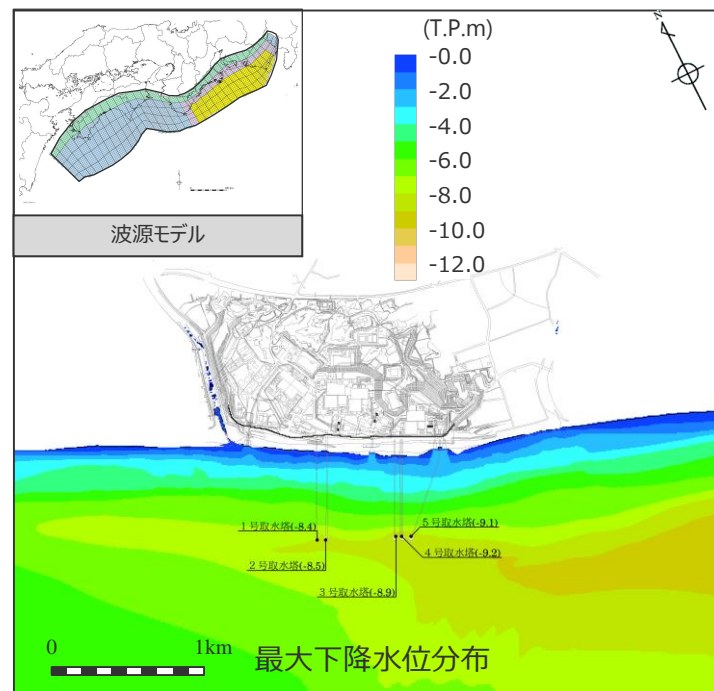 波源モデル
(T.P.m)
-0.0
-2.0
-4.0
-6.0
-8.0
-10.0
-12.0
N
1号取水塔(-8.4)
2号取水塔(-8.5)
3号取水塔(-8.9)
5号取水塔(-9.1)
4号取水塔(-9.2)
0 1km
最大下降水位分布